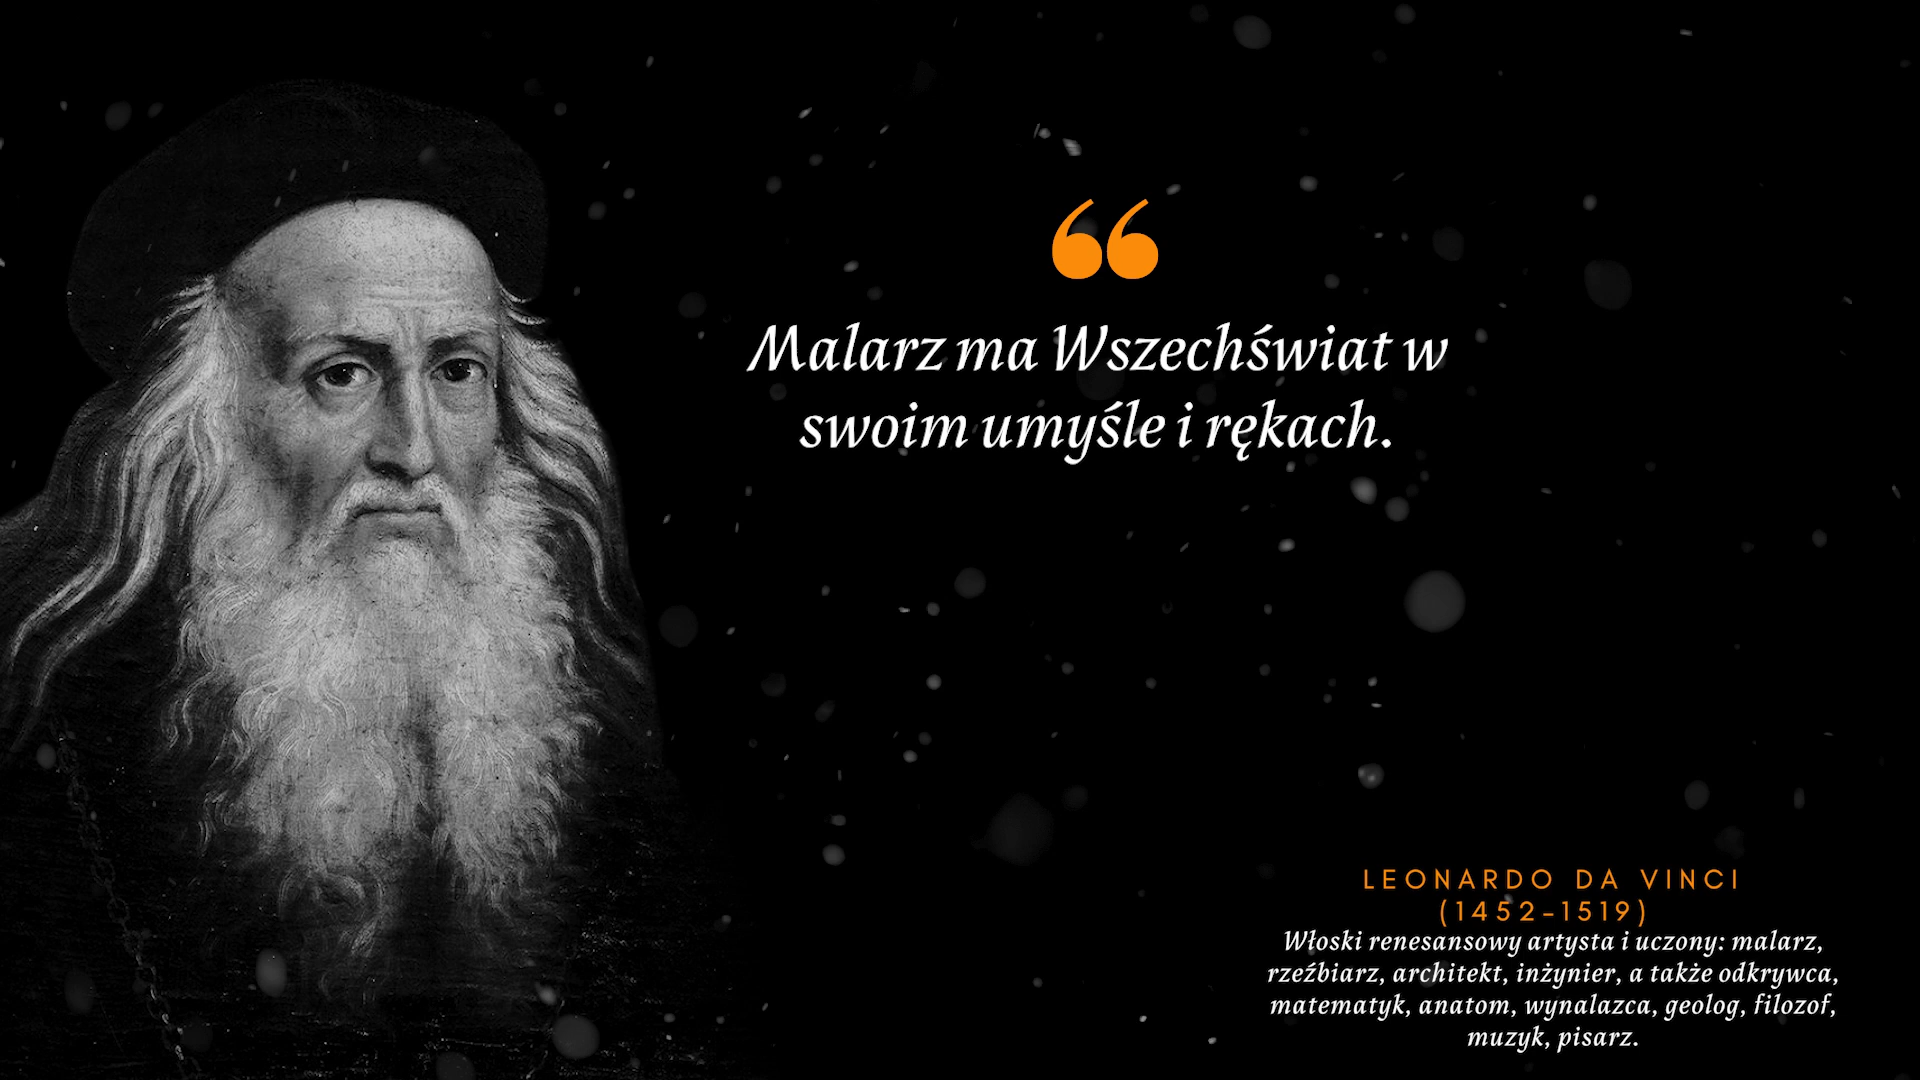 “
Malarz ma Wszechświat w
swoim umyśle i rękach.
LEONARDO DA VINCI
(1452-1519)
Włoski renesansowy artysta i uczony: malarz,
rzeźbiarz, architekt, inżynier, a także odkrywca,
matematyk, anatom, wynalazca, geolog, filozof,
muzyk, pisarz.